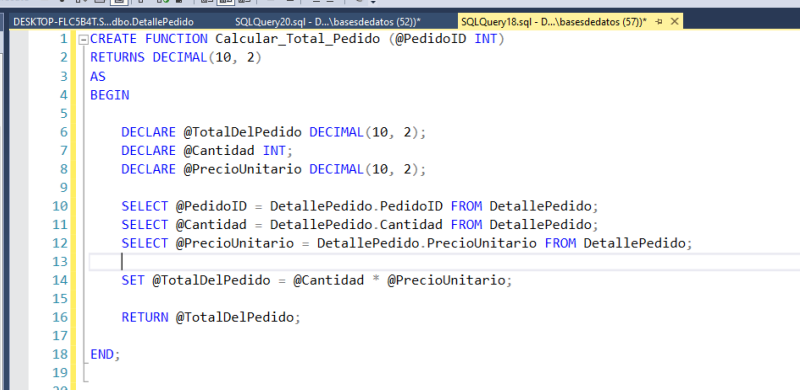 DESKTOP-FLC5B4T.S...dbo.DetallePedido SQLQuery20.sql - D...\basesdedatos (52))* SQLQuery18.sql - D...\basesdedatos (57))*
1 CREATE FUNCTION Calcular_Total_Pedido (@PedidoID INT)
2 RETURNS DECIMAL(10, 2)
3 AS
4 BEGIN
5
6 DECLARE @TotalDelPedido DECIMAL(10, 2);
7 DECLARE @Cantidad INT;
8 DECLARE @PrecioUnitario DECIMAL(10, 2);
9
10 SELECT @PedidoID = DetallePedido.PedidoID FROM DetallePedido;
11 SELECT @Cantidad = DetallePedido.Cantidad FROM DetallePedido;
12 SELECT @PrecioUnitario = DetallePedido.PrecioUnitario FROM DetallePedido;
13
14 SET @TotalDelPedido = @Cantidad * @PrecioUnitario;
15
16 RETURN @TotalDelPedido;
17
18 END;
19
20